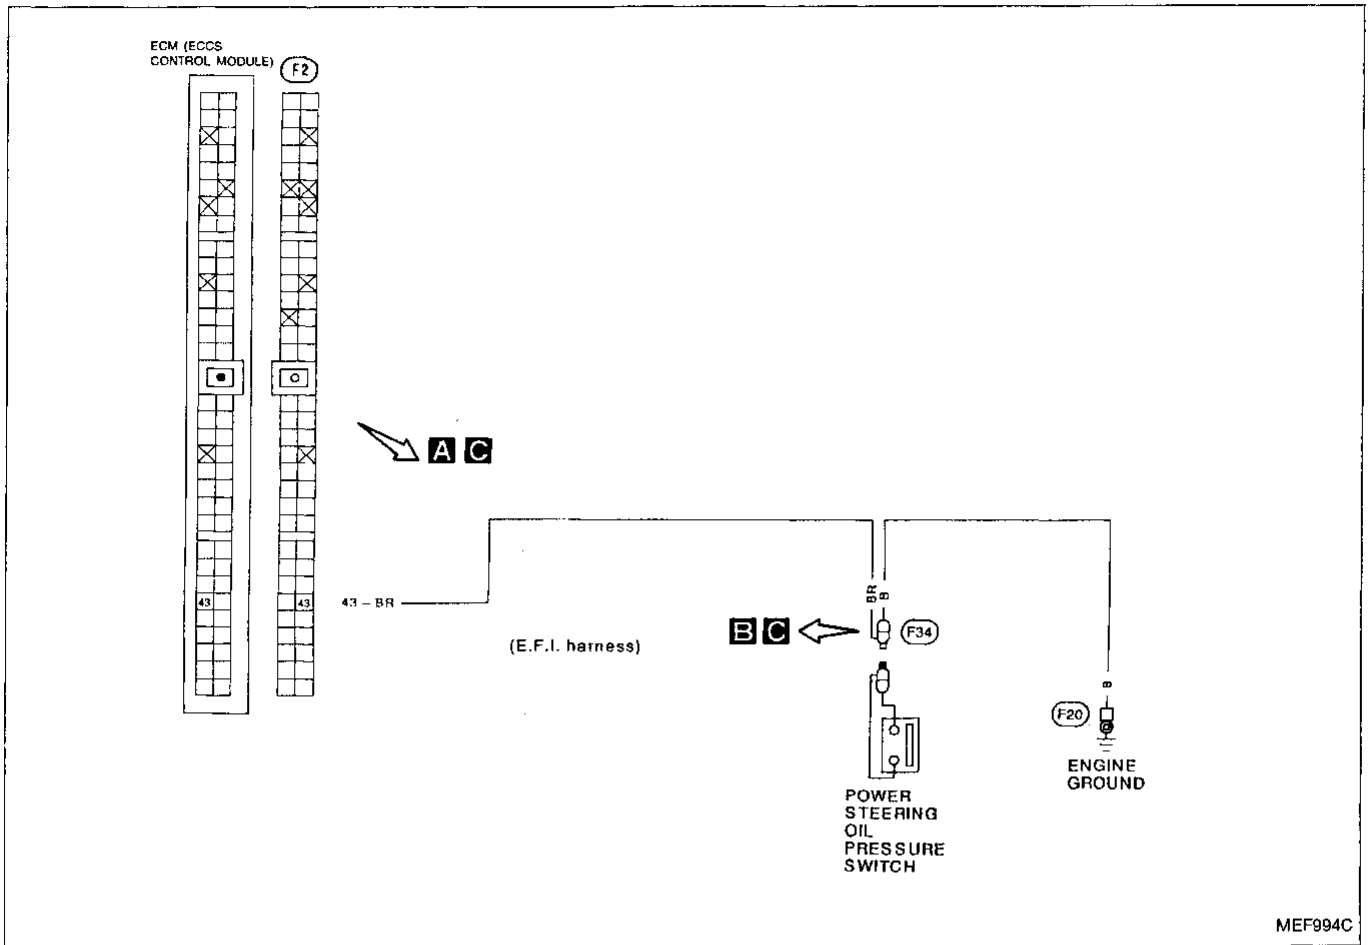 ECM (ECCS
CONTROL MODULE)
F2
A C
43
43
43 – BR
(E.F.I. harness)
BR
B
B C
F34
B
F20
ENGINE
GROUND
POWER
STEERING
OIL
PRESSURE
SWITCH
MEF994C